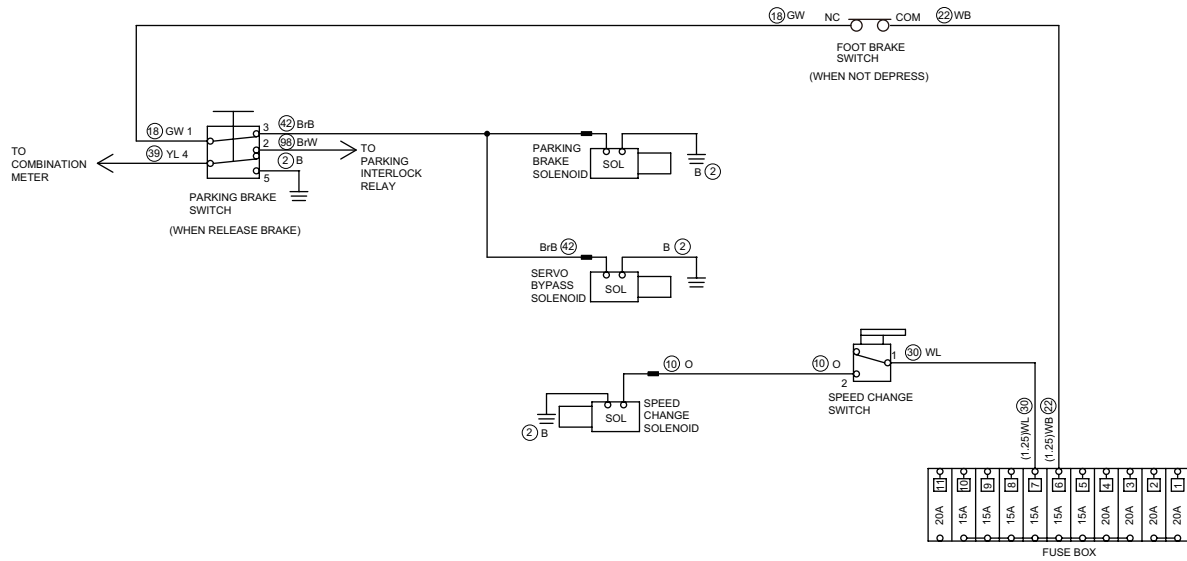 18 GW NC COM 22 WB
FOOT BRAKE
SWITCH
(WHEN NOT DEPRESS)
18 GW 1
39 YL 4
TO
COMBINATION
METER
3 42 BrB
2 98 BrW
2 B
5
TO
PARKING
INTERLOCK
RELAY
PARKING BRAKE
SWITCH
(WHEN RELEASE BRAKE)
PARKING
BRAKE
SOLENOID
SOL
B 2
BrB 42
B 2
SERVO
BYPASS
SOLENOID
SOL
10 O
10 O
1
30 WL
2
SPEED CHANGE
SWITCH
SPEED
CHANGE
SOLENOID
SOL
2 B
(1.25)WL 30
(1.25)WB 22
11 10 9 8 7 6 5 4 3 2 1
20A 15A 15A 15A 15A 15A 15A 20A 20A 20A 20A
FUSE BOX